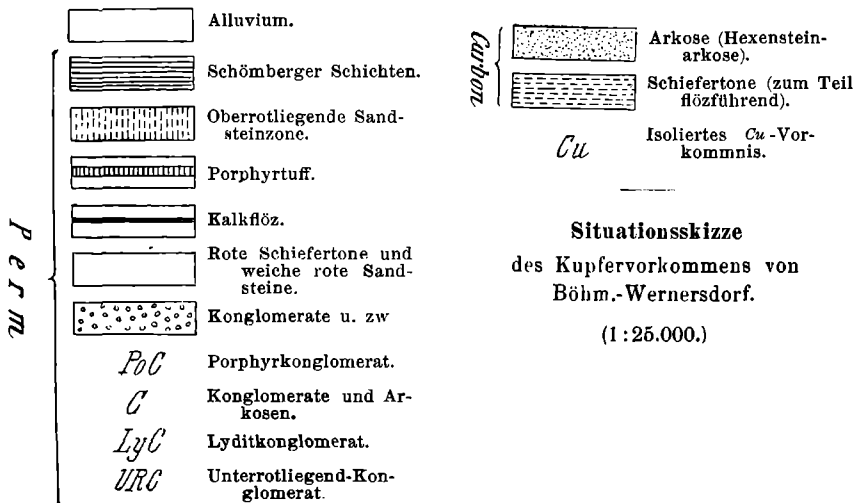 Alluvium.
Perm
Schömberger Schichten.
Oberrotliegende Sand-
steinzone.
Porphyrtuff.
Kalkflöz.
Rote Schiefertone und
weiche rote Sand-
steine.
Konglomerate u. zw
PoC Porphyrkonglomerat.
C Konglomerate und Ar-
kosen.
LyC Lyditkonglomerat.
URC Unterrotliegend-Kon-
glomerat.
Carbon
Arkose (Hexenstein-
arkose).
Schiefertone (zum Teil
flözführend).
Cu Isoliertes Cu-Vor-
kommnis.
Situationsskizze
des Kupfervorkommens von
Böhm.-Wernersdorf.
(1:25.000.)